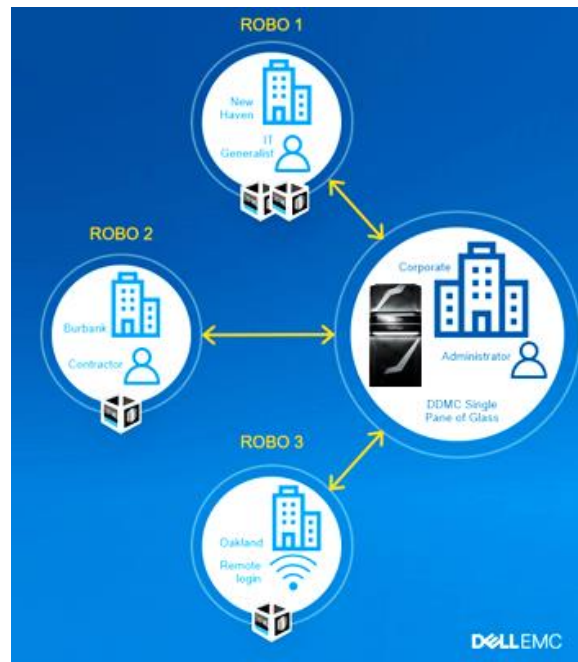 ROBO 1
New
Haven
IT
Generalist
ROBO 2
Burbank
Contractor
Corporate
Administrator
DDMC Single
Pane of Glass
ROBO 3
Oakland
Remote
login
DELLEMC